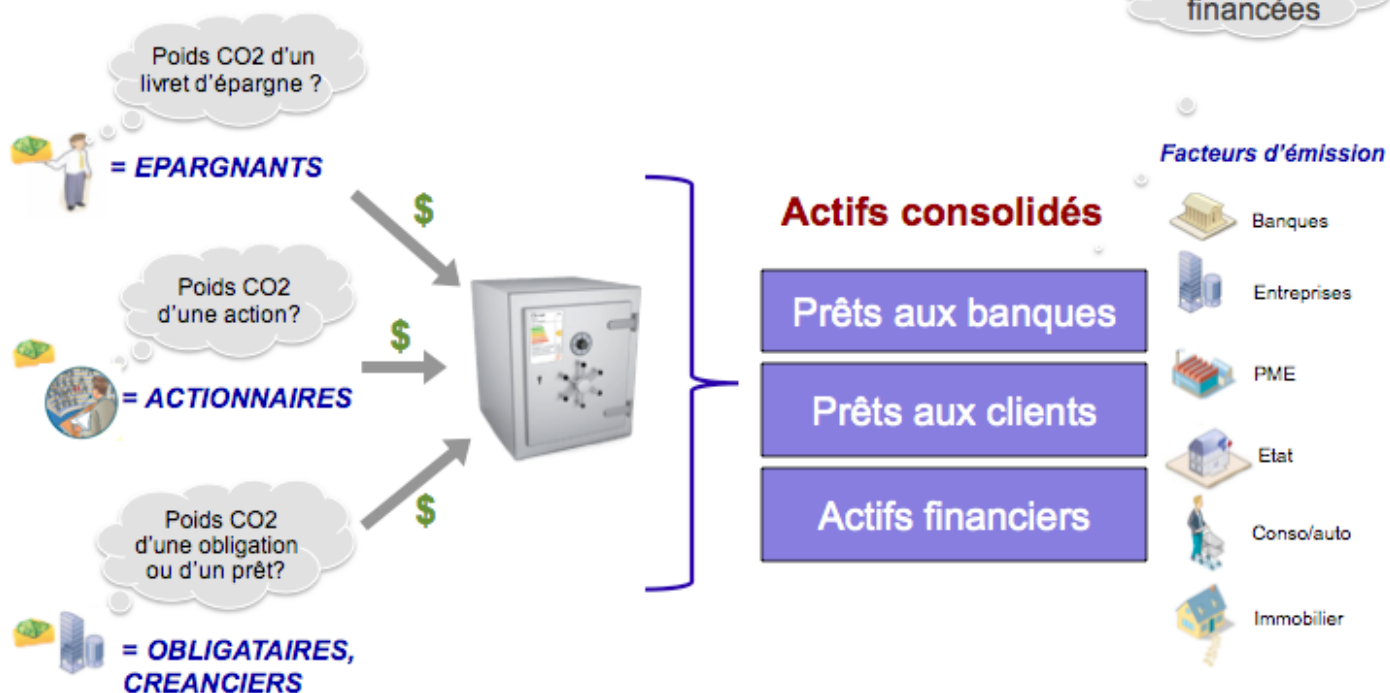 financées
Poids CO2 d'un
livret d'épargne ?
= EPARGNANTS
$
Poids CO2
d'une action?
= ACTIONNAIRES
$
Poids CO2
d'une obligation
ou d'un prêt?
= OBLIGATAIRES,
CREANCIERS
$
Actifs consolidés
Prêts aux banques
Prêts aux clients
Actifs financiers
Facteurs d'émission
Banques
Entreprises
PME
Etat
Conso/auto
Immobilier